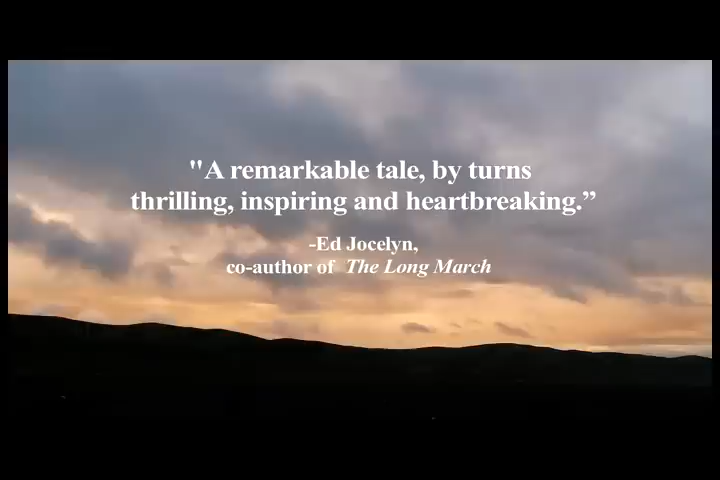 "A remarkable tale, by turns
thrilling, inspiring and heartbreaking.”
-Ed Jocelyn,
co-author of The Long March